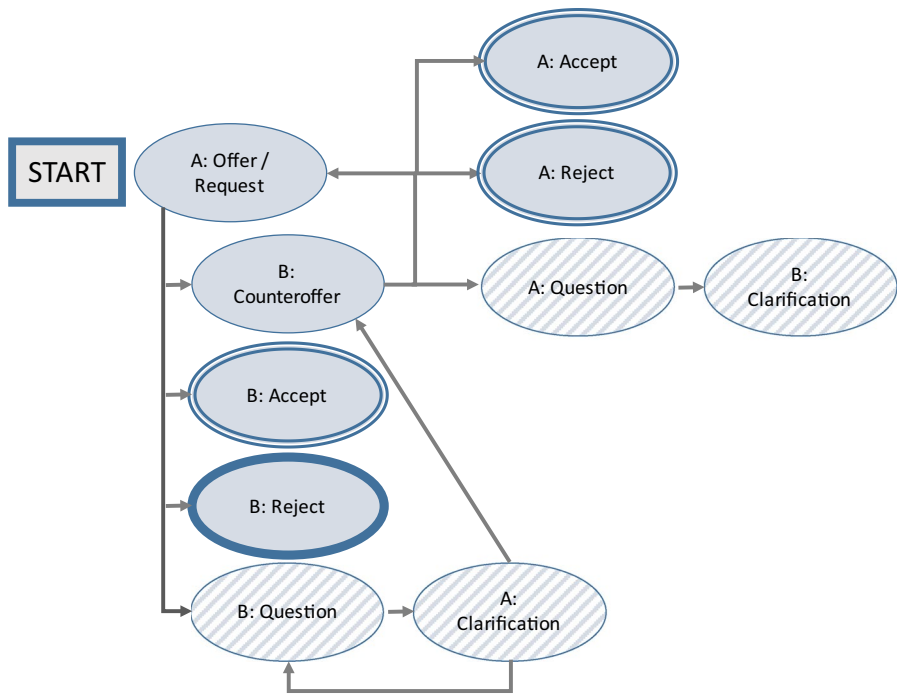 START
A: Offer /
Request
A: Accept
A: Reject
B:
Counteroffer
A: Question
B:
Clarification
B: Accept
B: Reject
B: Question
A:
Clarification